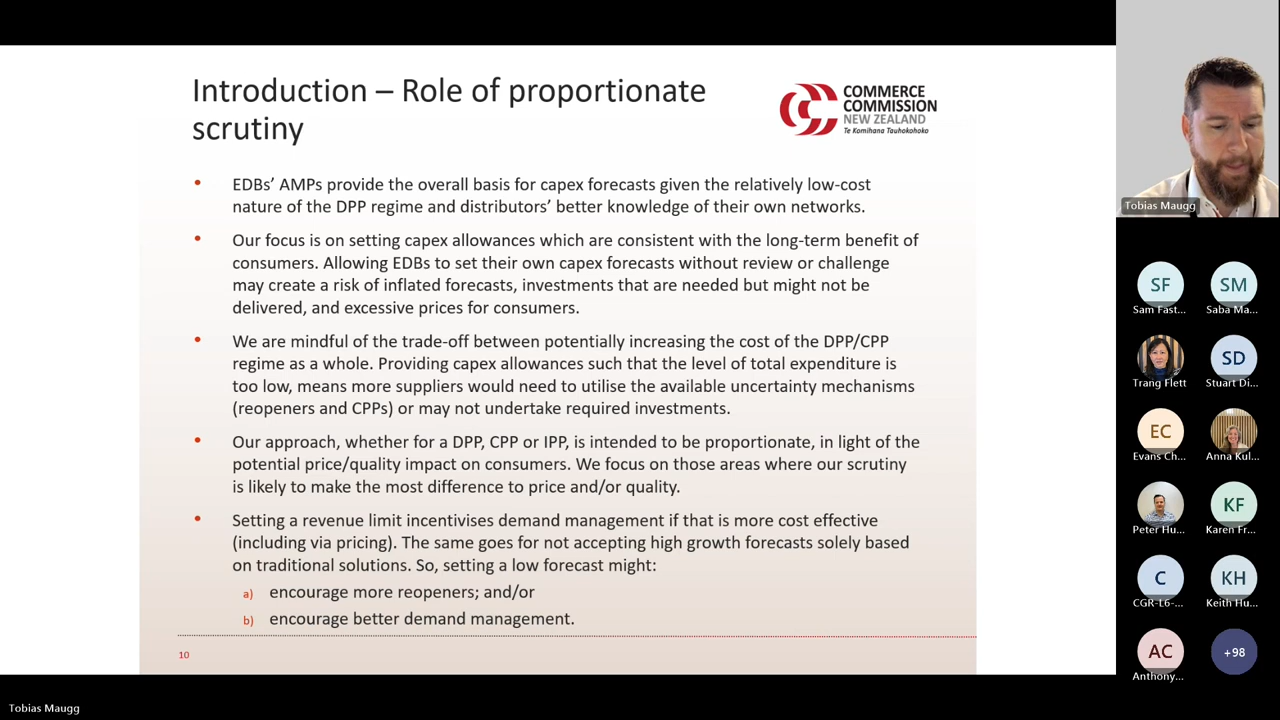 Introduction – Role of proportionate
scrutiny
COMMERCE
COMMISSION
NEW ZEALAND
Te Komihana Tauhokohoko
• EDBs’ AMPs provide the overall basis for capex forecasts given the relatively low-cost
nature of the DPP regime and distributors’ better knowledge of their own networks.
• Our focus is on setting capex allowances which are consistent with the long-term benefit of
consumers. Allowing EDBs to set their own capex forecasts without review or challenge
may create a risk of inflated forecasts, investments that are needed but might not be
delivered, and excessive prices for consumers.
• We are mindful of the trade-off between potentially increasing the cost of the DPP/CPP
regime as a whole. Providing capex allowances such that the level of total expenditure is
too low, means more suppliers would need to utilise the available uncertainty mechanisms
(reopeners and CPPs) or may not undertake required investments.
• Our approach, whether for a DPP, CPP or IPP, is intended to be proportionate, in light of the
potential price/quality impact on consumers. We focus on those areas where our scrutiny
is likely to make the most difference to price and/or quality.
• Setting a revenue limit incentivises demand management if that is more cost effective
(including via pricing). The same goes for not accepting high growth forecasts solely based
on traditional solutions. So, setting a low forecast might:
a) encourage more reopeners; and/or
b) encourage better demand management.
10
Tobias Maugg
SF
SM
Sam Fast...
Saba Ma...
SD
Trang Flett
Stuart Di...
EC
Evans Ch...
Anna Kul...
KF
Peter Hu...
Karen Fr...
C
KH
CGR-L6-...
Keith Hu...
AC
+98
Anthony...
Tobias Maugg